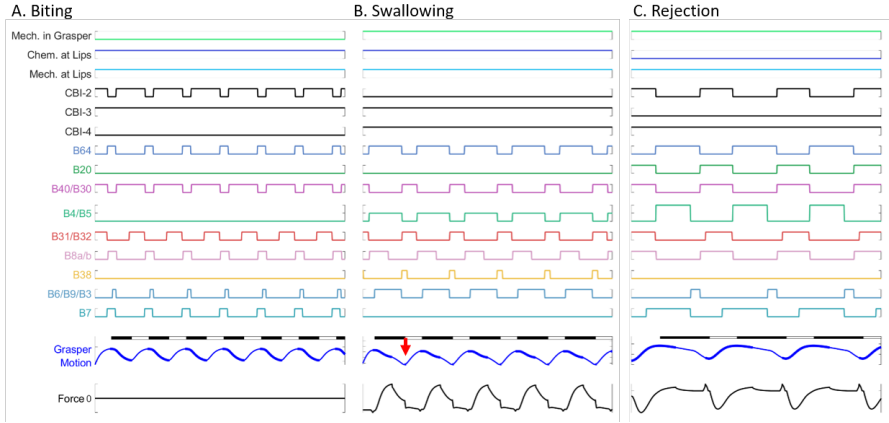 A. Biting
B. Swallowing
C. Rejection
Mech. in Grasper
Chem. at Lips
Mech. at Lips
CBI-2
CBI-3
CBI-4
B64
B20
B40/B30
B4/B5
B31/B32
B8a/b
B38
B6/B9/B3
B7
Grasper
Motion
Force 0